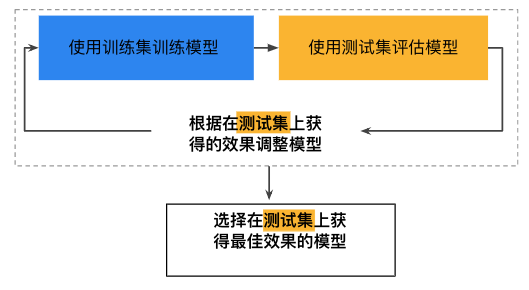 使用训练集训练模型
使用测试集评估模型
根据在测试集上获
得的效果调整模型
选择在测试集上获
得最佳效果的模型